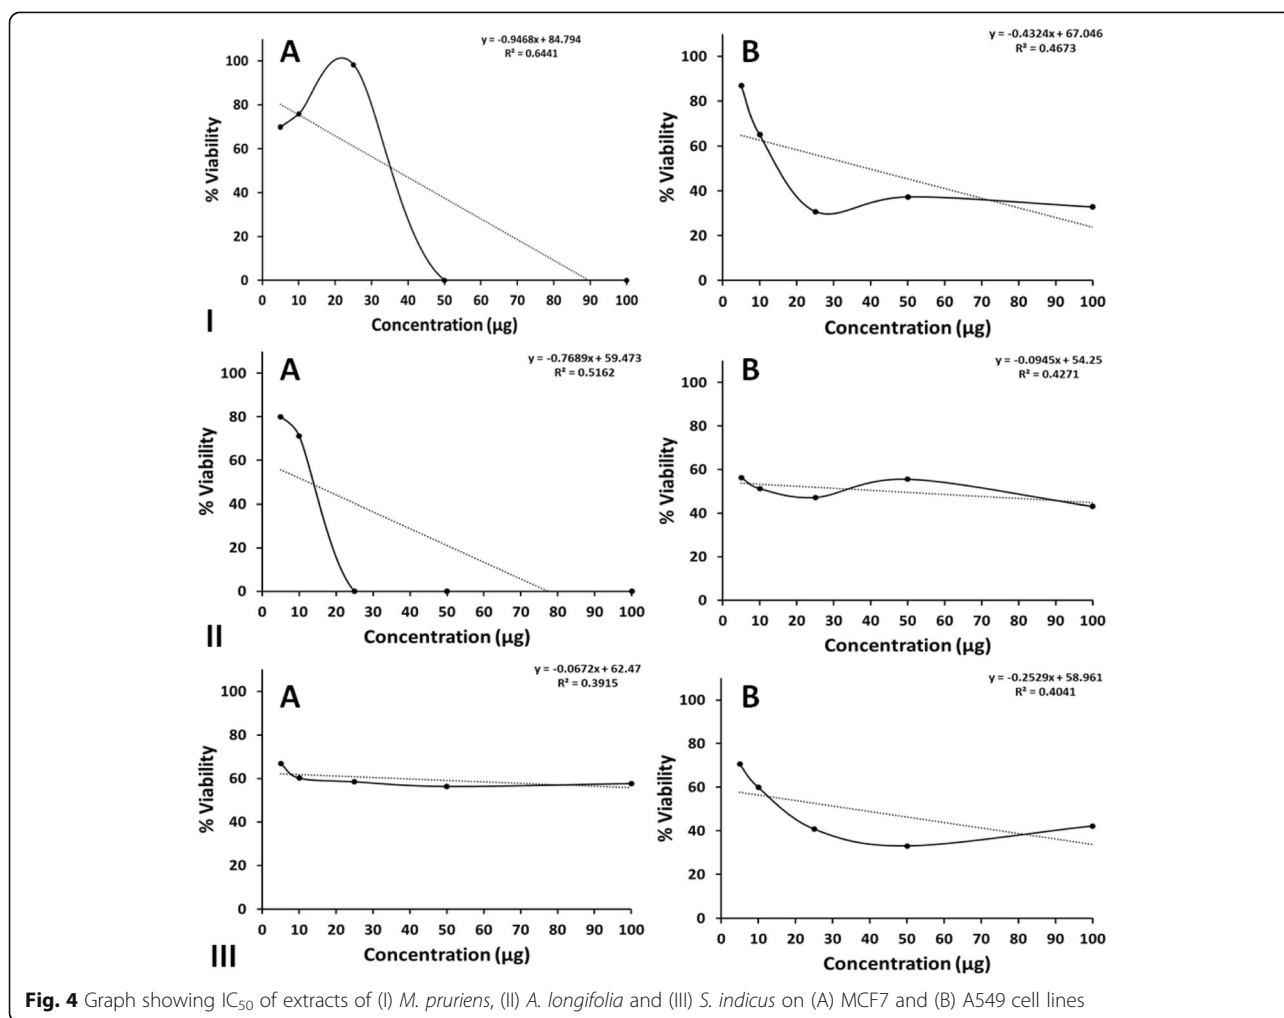 A
y = -0.9468x + 84.794
R² = 0.6441
% Viability
100
80
60
40
20
0
0 10 20 30 40 50 60 70 80 90 100
Concentration (µg)
I
B
y = -0.4324x + 67.046
R² = 0.4673
% Viability
100
80
60
40
20
0
0 10 20 30 40 50 60 70 80 90 100
Concentration (µg)
A
y = -0.7689x + 59.473
R² = 0.5162
% Viability
100
80
60
40
20
0
0 10 20 30 40 50 60 70 80 90 100
Concentration (µg)
II
B
y = -0.0945x + 54.25
R² = 0.4271
% Viability
100
80
60
40
20
0
0 10 20 30 40 50 60 70 80 90 100
Concentration (µg)
A
y = -0.0672x + 62.47
R² = 0.3915
% Viability
100
80
60
40
20
0
0 10 20 30 40 50 60 70 80 90 100
Concentration (µg)
III
B
y = -0.2529x + 58.961
R² = 0.4041
% Viability
100
80
60
40
20
0
0 10 20 30 40 50 60 70 80 90 100
Concentration (µg)
Fig. 4 Graph showing IC₅₀ of extracts of (I) M. pruriens, (II) A. longifolia and (III) S. indicus on (A) MCF7 and (B) A549 cell lines